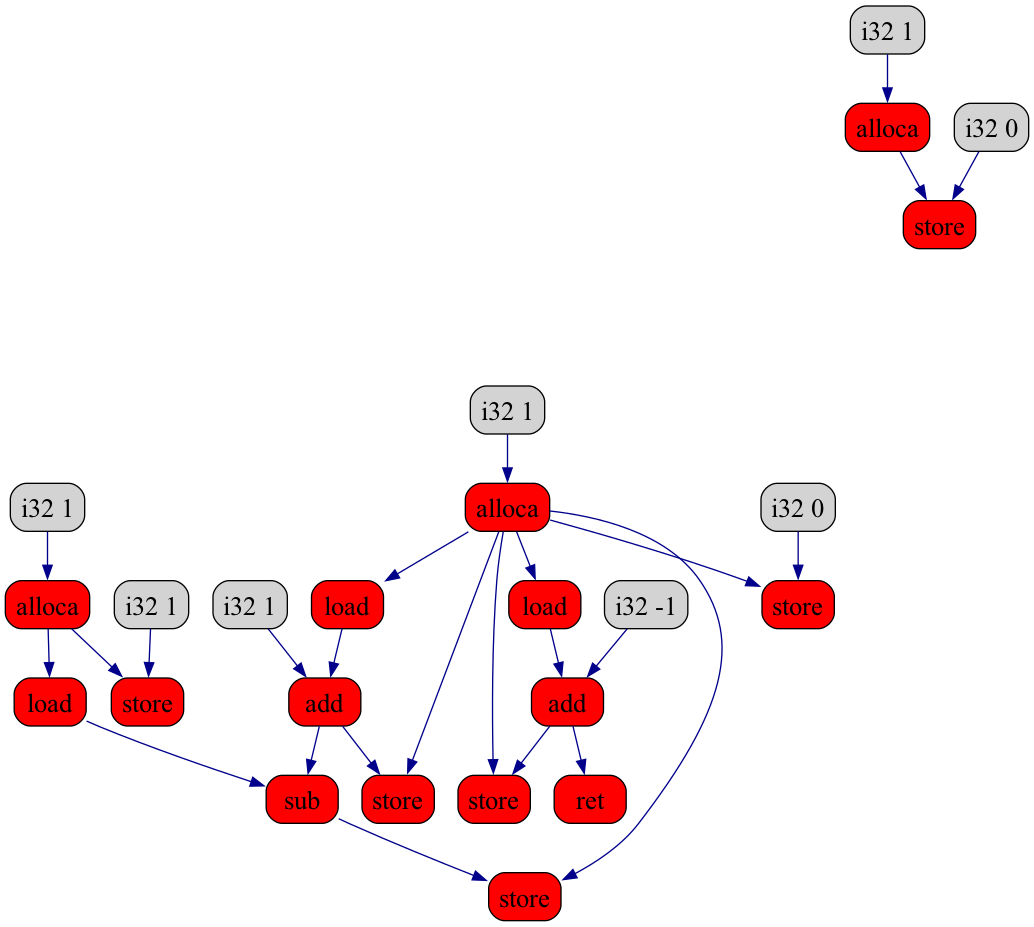 i32 1
alloca
i32 0
store
i32 1
i32 1
alloca
i32 0
alloca
i32 1
i32 1
load
load
i32 -1
store
load
store
add
add
sub
store
store
ret
store